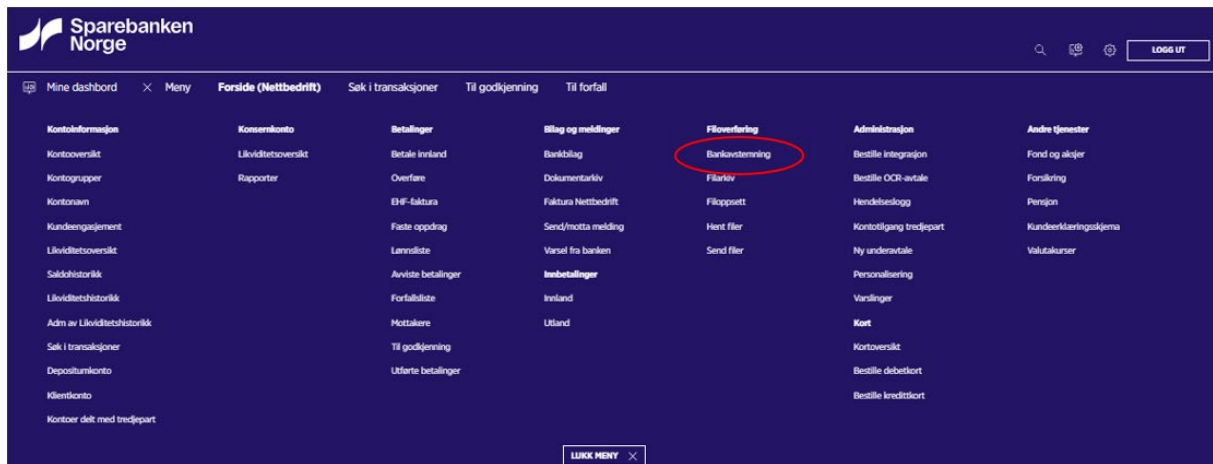 Sparebanken
Norge
LOGG UT
Mine dashbord
Meny
Forside (Nettbedrift)
Søk i transaksjoner
Til godkjenning
Til forfall
Kontoinformasjon
Kontooversikt
Kontogrupper
Kontonavn
Kundeengasjement
Likviditetsoversikt
Saldohistorikk
Likviditetshistorikk
Adm av Likviditetshistorikk
Søk i transaksjoner
Depositumkonto
Klientkonto
Kontoer delt med tredjepart
Konsernkonto
Likviditetsoversikt
Rapporter
Betalinger
Betale innland
Overføre
EHF-faktura
Faste oppdrag
Lønnsliste
Avviste betalinger
Forfallsliste
Mottakere
Til godkjenning
Utførte betalinger
Bilag og meldinger
Bankbilag
Dokumentarkiv
Faktura Nettbedrift
Send/motta melding
Varsel fra banken
Innbetalinger
Innland
Utland
Filoverføring
Bankavstemning
Filarkiv
Filoppsett
Hent filer
Send filer
Administrasjon
Bestille integrasjon
Bestille OCR-avtale
Hendelseslogg
Kontotilgang tredjepart
Ny underavtale
Personalisering
Varslinger
Kort
Kortoversikt
Bestille debetkort
Bestille kredittkort
Andre tjenester
Fond og aksjer
Forsikring
Pensjon
Kundeerklæringsskjema
Valutakurser
LUKK MENY